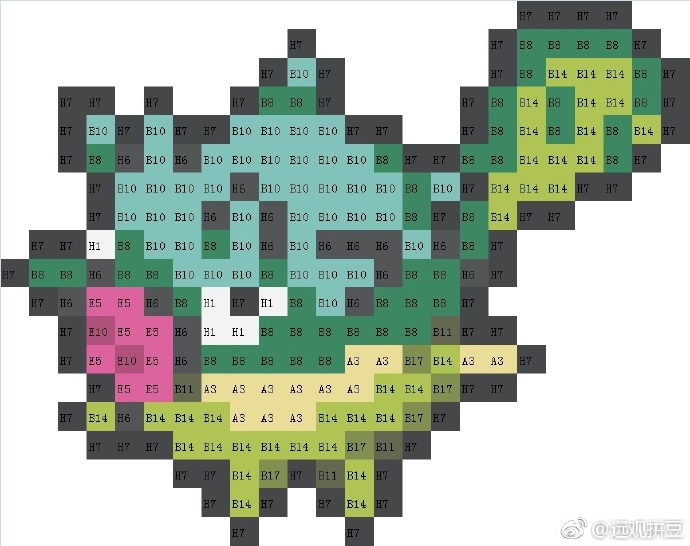 H7 H7 H7 H7
H7 H7 B8 B8 B8 B8 H7
H7 B10 H7 H7 B8 B14 B14 B14 B8 H7
H7 H7 H7 H7 B8 B8 H7 H7 B8 B14 B8 B14 B14 B8 H7
H7 B10 H7 B10 H7 H7 B10 B10 B10 B10 H7 H7 H7 B8 B14 B8 B14 B8 B14 H7
H7 B8 H6 B10 H6 B10 B10 B10 B10 B10 B10 B8 H7 H7 B8 B8 B14 B14 B14 B8 H7
H7 B10 B10 B10 B10 H6 B10 B10 B10 B10 B10 B8 B10 H7 B14 B14 B14 H7 H7
H7 B10 B10 B10 H6 B10 H6 B10 B10 B10 B10 B8 H7 B8 B14 H7 H7
H7 H7 H1 B8 B10 B10 B8 B10 H6 B10 H6 H6 H6 B10 H6 B8 H7
H7 B8 B8 H6 B8 B8 B10 B10 B10 B8 B10 B10 B10 H6 B8 B8 H6 H7
H7 H6 E5 E5 H6 B8 H1 H7 H1 B8 B10 H6 B8 B8 B8 H7
H7 E10 E5 E5 H6 H1 H1 B8 B8 B8 B8 B8 B8 B11 H7 H7
H7 E5 E10 E5 H6 B8 B8 B8 B8 B8 A3 A3 B17 B14 A3 A3 H7
H7 E5 E5 B11 A3 A3 A3 A3 A3 A3 B14 B14 B17 H7 H7
H7 B14 H6 B14 B14 B14 A3 A3 A3 B14 B14 B14 B17 H7
H7 H7 H7 B14 B14 B14 B14 B14 B14 B17 B11 H7
H7 H7 B14 B17 H7 B11 B14 H7
H7 B14 H7 H7 B14 H7
H7 H7
@远观拼豆